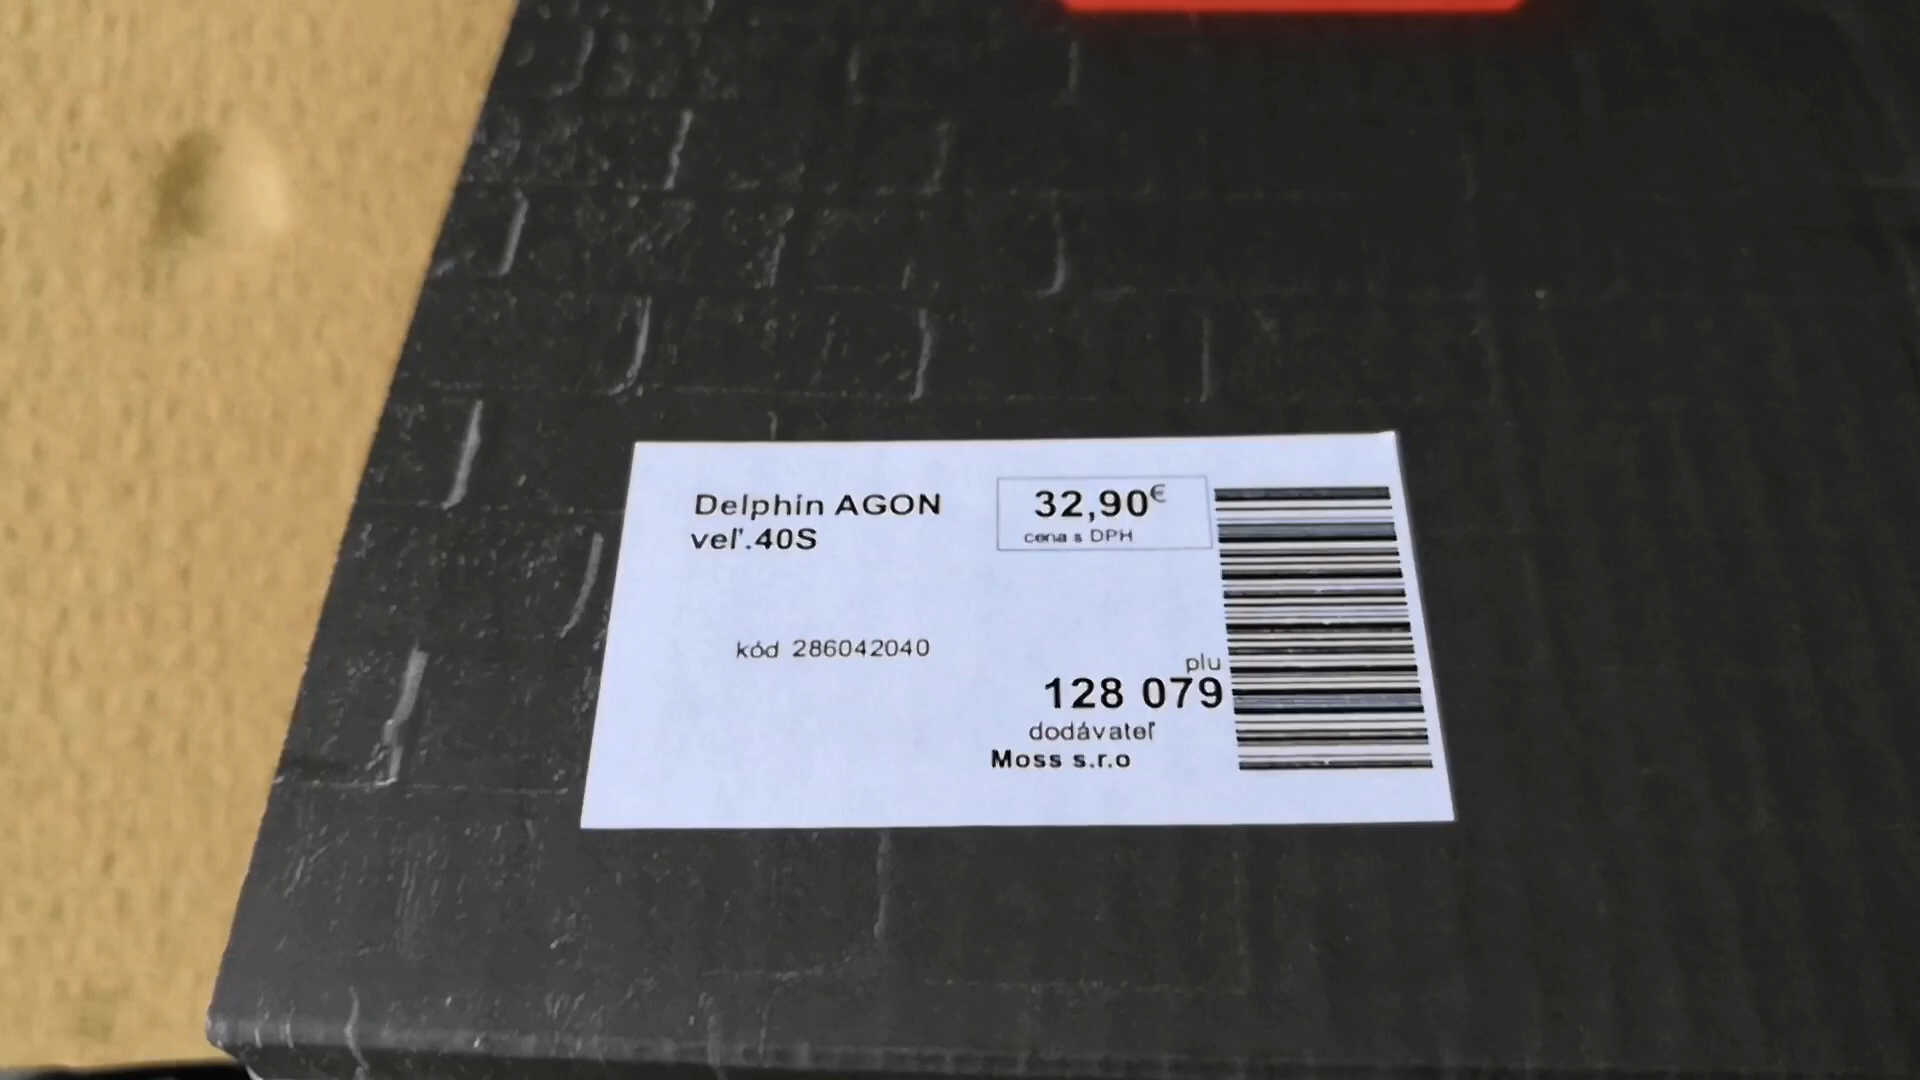 Delphin AGON
veľ.40S
32,90€
cena s DPH
kód 286042040
plu
128 079
dodávateľ
Moss s.r.o